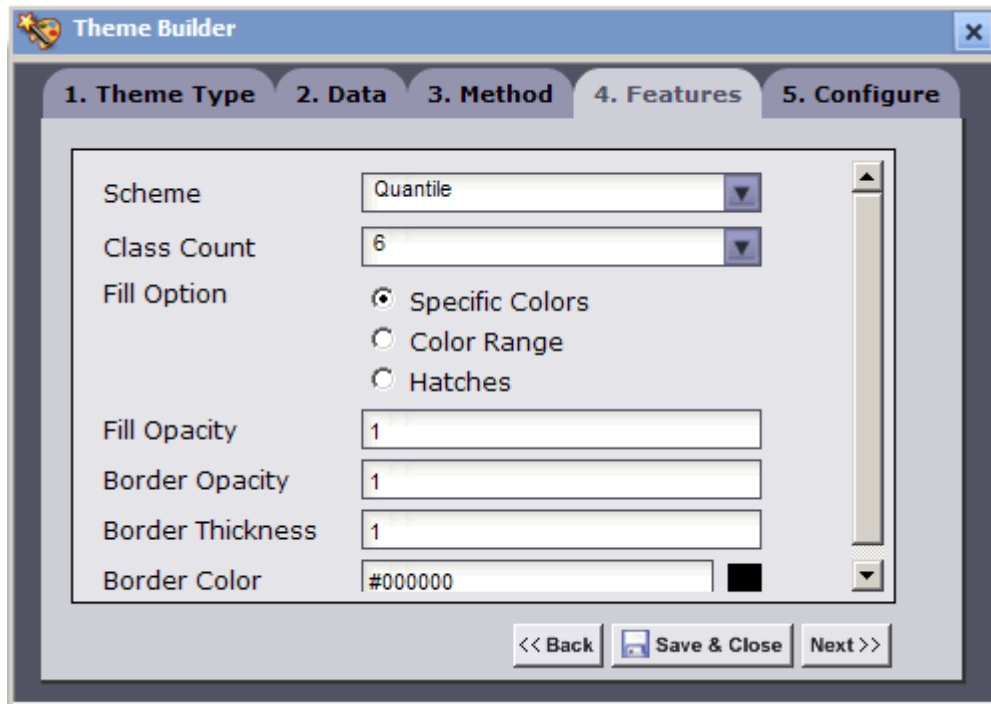 Theme Builder
1. Theme Type 2. Data 3. Method 4. Features 5. Configure
Scheme Quantile
Class Count 6
Fill Option Specific Colors
Color Range
Hatches
Fill Opacity 1
Border Opacity 1
Border Thickness 1
Border Color #000000
<< Back Save & Close Next >>